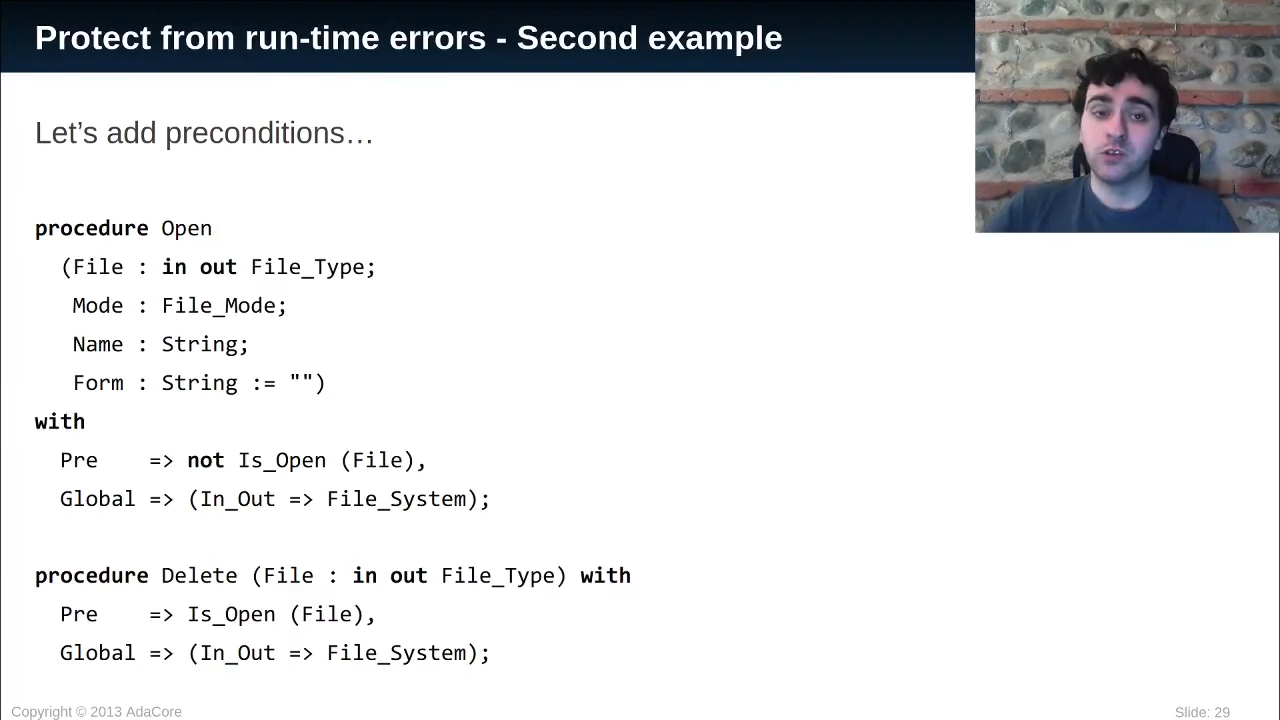 Protect from run-time errors - Second example
Let’s add preconditions…
procedure Open
(File : in out File_Type;
Mode : File_Mode;
Name : String;
Form : String := "")
with
Pre    => not Is_Open (File),
Global => (In_Out => File_System);
procedure Delete (File : in out File_Type) with
Pre    => Is_Open (File),
Global => (In_Out => File_System);
Copyright © 2013 AdaCore
Slide: 29